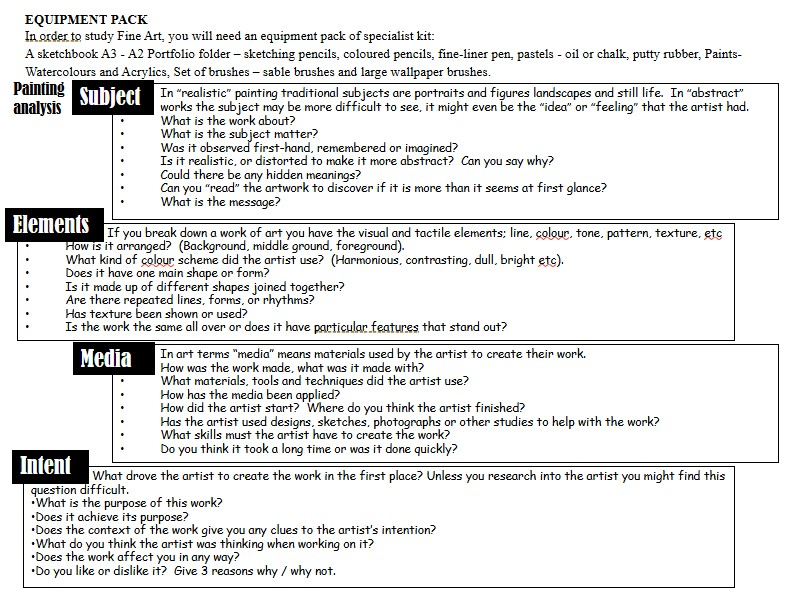 EQUIPMENT PACK
In order to study Fine Art, you will need an equipment pack of specialist kit:
A sketchbook A3 - A2 Portfolio folder – sketching pencils, coloured pencils, fine-liner pen, pastels - oil or chalk, putty rubber, Paints-
Watercolours and Acrylics, Set of brushes – sable brushes and large wallpaper brushes.
Painting
analysis
Subject
In "realistic" painting traditional subjects are portraits and figures landscapes and still life. In "abstract"
works the subject may be more difficult to see, it might even be the "idea" or "feeling" that the artist had.
• What is the work about?
• What is the subject matter?
• Was it observed first-hand, remembered or imagined?
• Is it realistic, or distorted to make it more abstract? Can you say why?
• Could there be any hidden meanings?
• Can you "read" the artwork to discover if it is more than it seems at first glance?
• What is the message?
Elements
If you break down a work of art you have the visual and tactile elements; line, colour, tone, pattern, texture, etc
• How is it arranged? (Background, middle ground, foreground).
• What kind of colour scheme did the artist use? (Harmonious, contrasting, dull, bright etc).
• Does it have one main shape or form?
• Is it made up of different shapes joined together?
• Are there repeated lines, forms, or rhythms?
• Has texture been shown or used?
• Is the work the same all over or does it have particular features that stand out?
Media
In art terms "media" means materials used by the artist to create their work.
How was the work made, what was it made with?
• What materials, tools and techniques did the artist use?
• How has the media been applied?
• How did the artist start? Where do you think the artist finished?
• Has the artist used designs, sketches, photographs or other studies to help with the work?
• What skills must the artist have to create the work?
• Do you think it took a long time or was it done quickly?
Intent
What drove the artist to create the work in the first place? Unless you research into the artist you might find this
question difficult.
•What is the purpose of this work?
•Does it achieve its purpose?
•Does the context of the work give you any clues to the artist's intention?
•What do you think the artist was thinking when working on it?
•Does the work affect you in any way?
•Do you like or dislike it? Give 3 reasons why / why not.